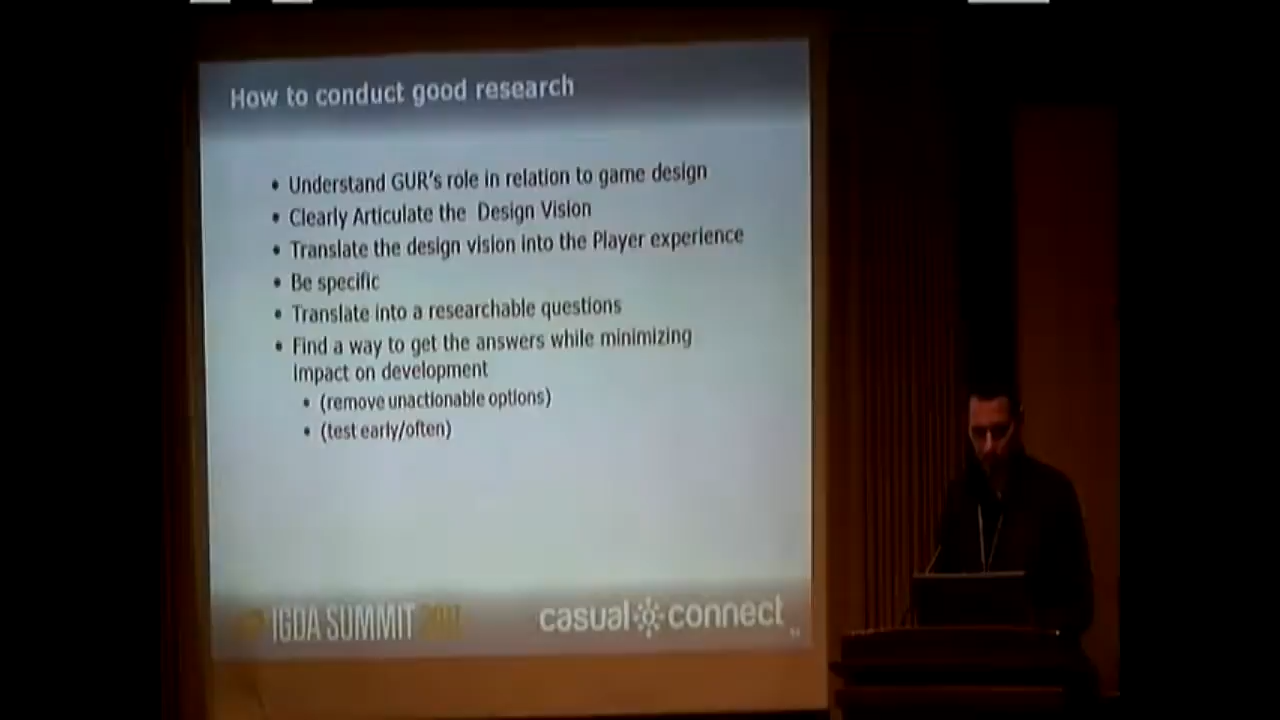 How to conduct good research
• Understand GUR's role in relation to game design
• Clearly Articulate the Design Vision
• Translate the design vision into the Player experience
• Be specific
• Translate into a researchable questions
• Find a way to get the answers while minimizing
impact on development
• (remove unactionable options)
• (test early/often)
IGDA SUMMIT
casual connect